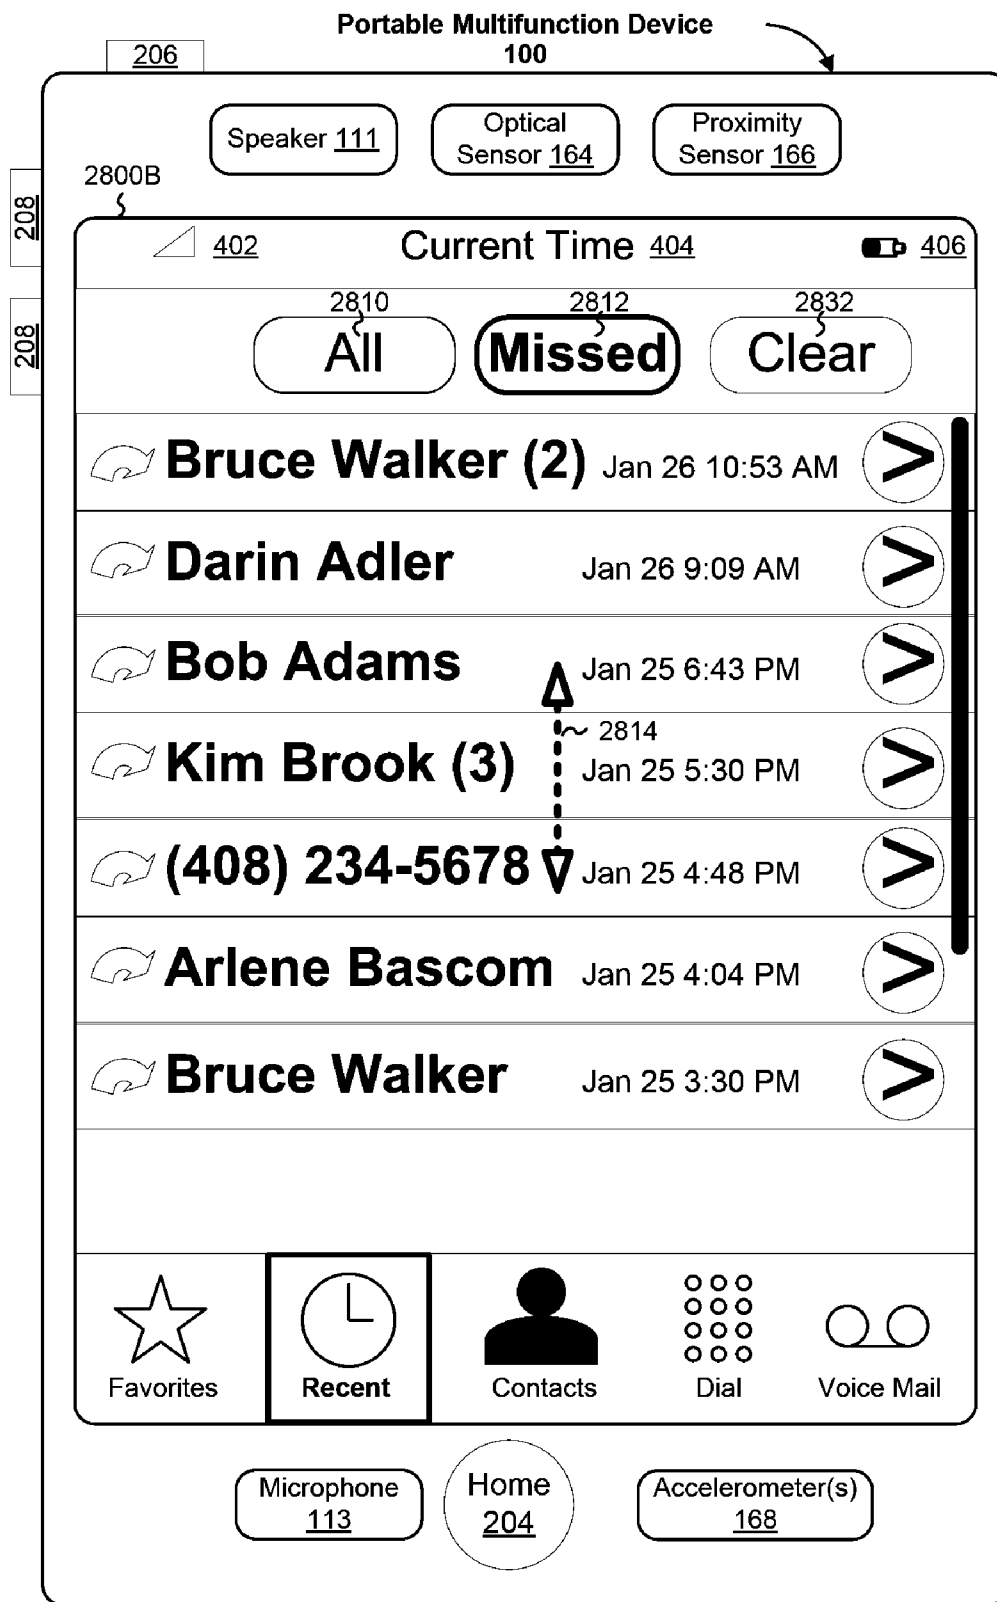 Portable Multifunction Device
100
206
Speaker 111
Optical
Sensor 164
Proximity
Sensor 166
2800B
208
208
402
Current Time 404
406
2810
2812
2832
All
Missed
Clear
Bruce Walker (2) Jan 26 10:53 AM >
Darin Adler Jan 26 9:09 AM >
Bob Adams Jan 25 6:43 PM >
2814
Kim Brook (3) Jan 25 5:30 PM >
(408) 234-5678 Jan 25 4:48 PM >
Arlene Bascom Jan 25 4:04 PM >
Bruce Walker Jan 25 3:30 PM >
Favorites
Recent
Contacts
Dial
Voice Mail
Microphone
113
Home
204
Accelerometer(s)
168